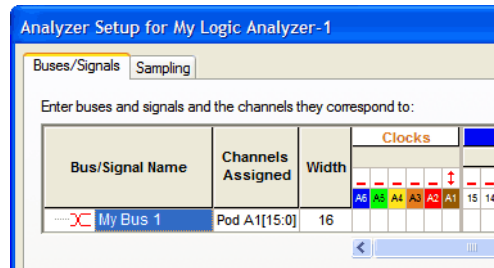 Analyzer Setup for My Logic Analyzer-1
Buses/Signals Sampling
Enter buses and signals and the channels they correspond to:
Bus/Signal Name Channels Assigned Width Clocks
A6 A5 A4 A3 A2 A1 15 14
My Bus 1 Pod A1[15:0] 16